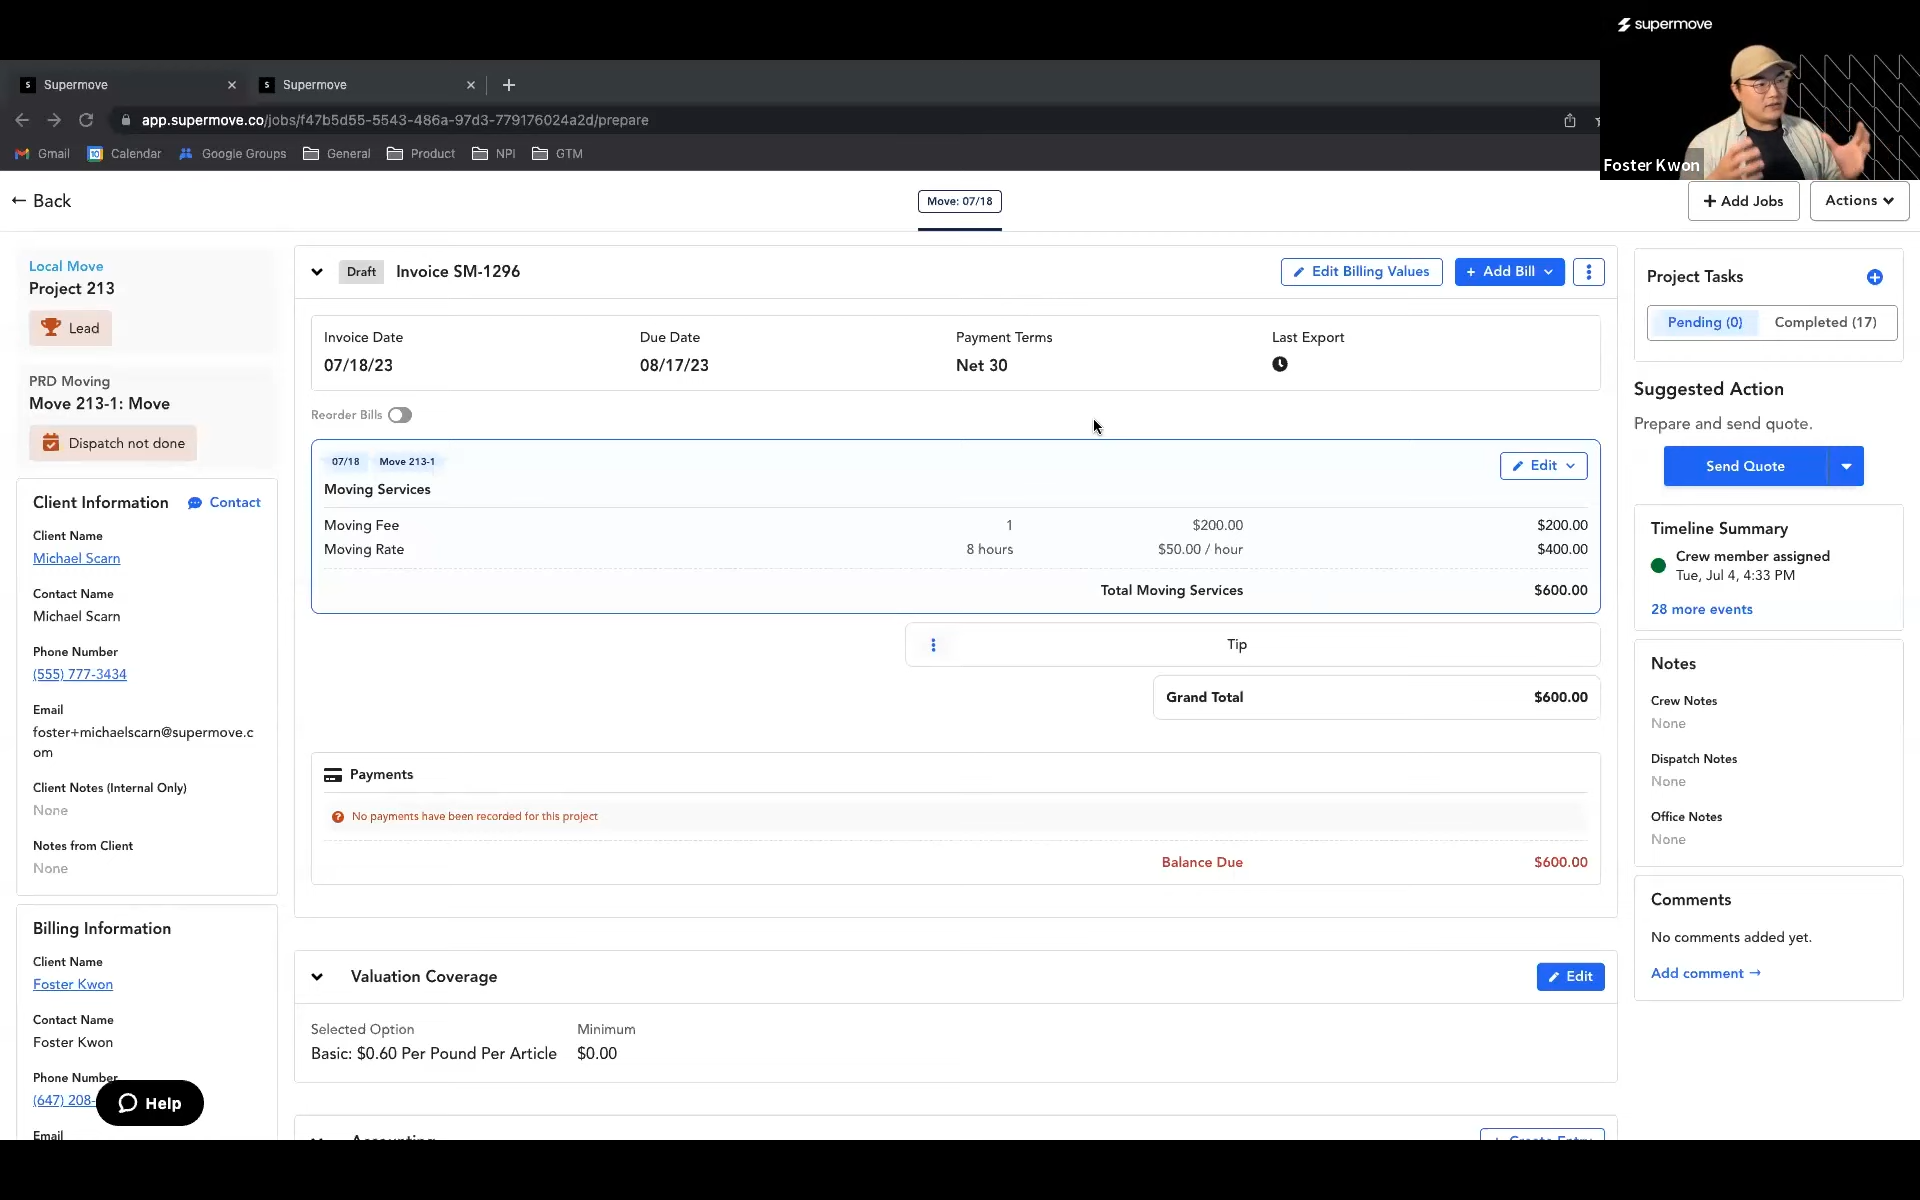 supermove
Foster Kwon
Supermove
Supermove
app.supermove.co/jobs/f47b5d55-5543-486a-97d3-779176024a2d/prepare
Gmail
Calendar
Google Groups
General
Product
NPI
GTM
Back
Move: 07/18
+ Add Jobs
Actions
Local Move
Project 213
Lead
PRD Moving
Move 213-1: Move
Dispatch not done
Client Information
Contact
Client Name
Michael Scarn
Contact Name
Michael Scarn
Phone Number
(555) 777-3434
Email
foster+michaelscarn@supermove.c
om
Client Notes (Internal Only)
None
Notes from Client
None
Billing Information
Client Name
Foster Kwon
Contact Name
Foster Kwon
Phone Number
(647) 208-
Email
Help
Draft
Invoice SM-1296
Edit Billing Values
+ Add Bill
Invoice Date
07/18/23
Due Date
08/17/23
Payment Terms
Net 30
Last Export
Reorder Bills
07/18
Move 213-1
Edit
Moving Services
Moving Fee 1 $200.00 $200.00
Moving Rate 8 hours $50.00 / hour $400.00
Total Moving Services $600.00
Tip
Grand Total $600.00
Payments
No payments have been recorded for this project
Balance Due $600.00
Valuation Coverage
Edit
Selected Option
Basic: $0.60 Per Pound Per Article
Minimum
$0.00
Accounting
+ Create Entry
Project Tasks
Pending (0)
Completed (17)
Suggested Action
Prepare and send quote.
Send Quote
Timeline Summary
Crew member assigned
Tue, Jul 4, 4:33 PM
28 more events
Notes
Crew Notes
None
Dispatch Notes
None
Office Notes
None
Comments
No comments added yet.
Add comment →